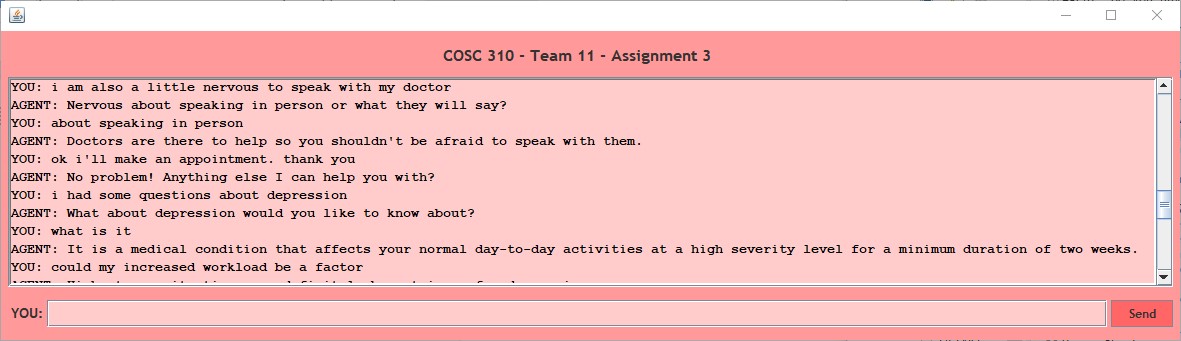 COSC 310 - Team 11 - Assignment 3
YOU: i am also a little nervous to speak with my doctor
AGENT: Nervous about speaking in person or what they will say?
YOU: about speaking in person
AGENT: Doctors are there to help so you shouldn't be afraid to speak with them.
YOU: ok i'll make an appointment. thank you
AGENT: No problem! Anything else I can help you with?
YOU: i had some questions about depression
AGENT: What about depression would you like to know about?
YOU: what is it
AGENT: It is a medical condition that affects your normal day-to-day activities at a high severity level for a minimum duration of two weeks.
YOU: could my increased workload be a factor
YOU:
Send